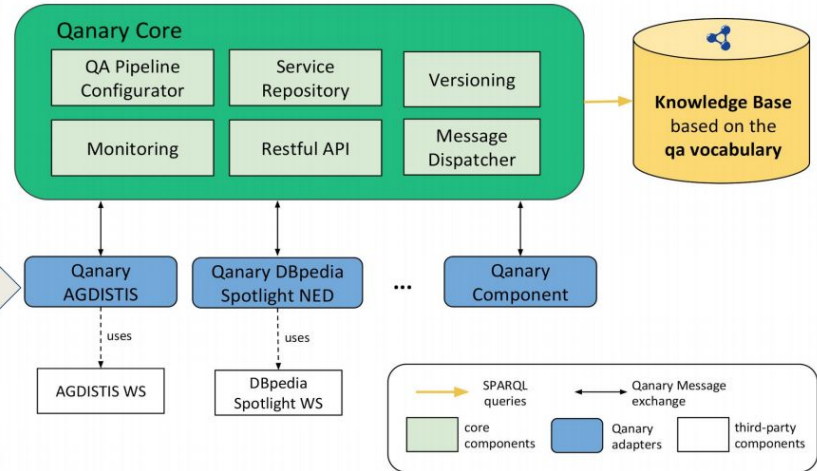 Qanary Core
QA Pipeline
Configurator
Service
Repository
Versioning
Monitoring
Restful API
Message
Dispatcher
Knowledge Base
based on the
qa vocabulary
Qanary
AGDISTIS
Qanary DBpedia
Spotlight NED
...
Qanary
Component
uses
uses
AGDISTIS WS
DBpedia
Spotlight WS
SPARQL
queries
Qanary Message
exchange
core
components
Qanary
adapters
third-party
components